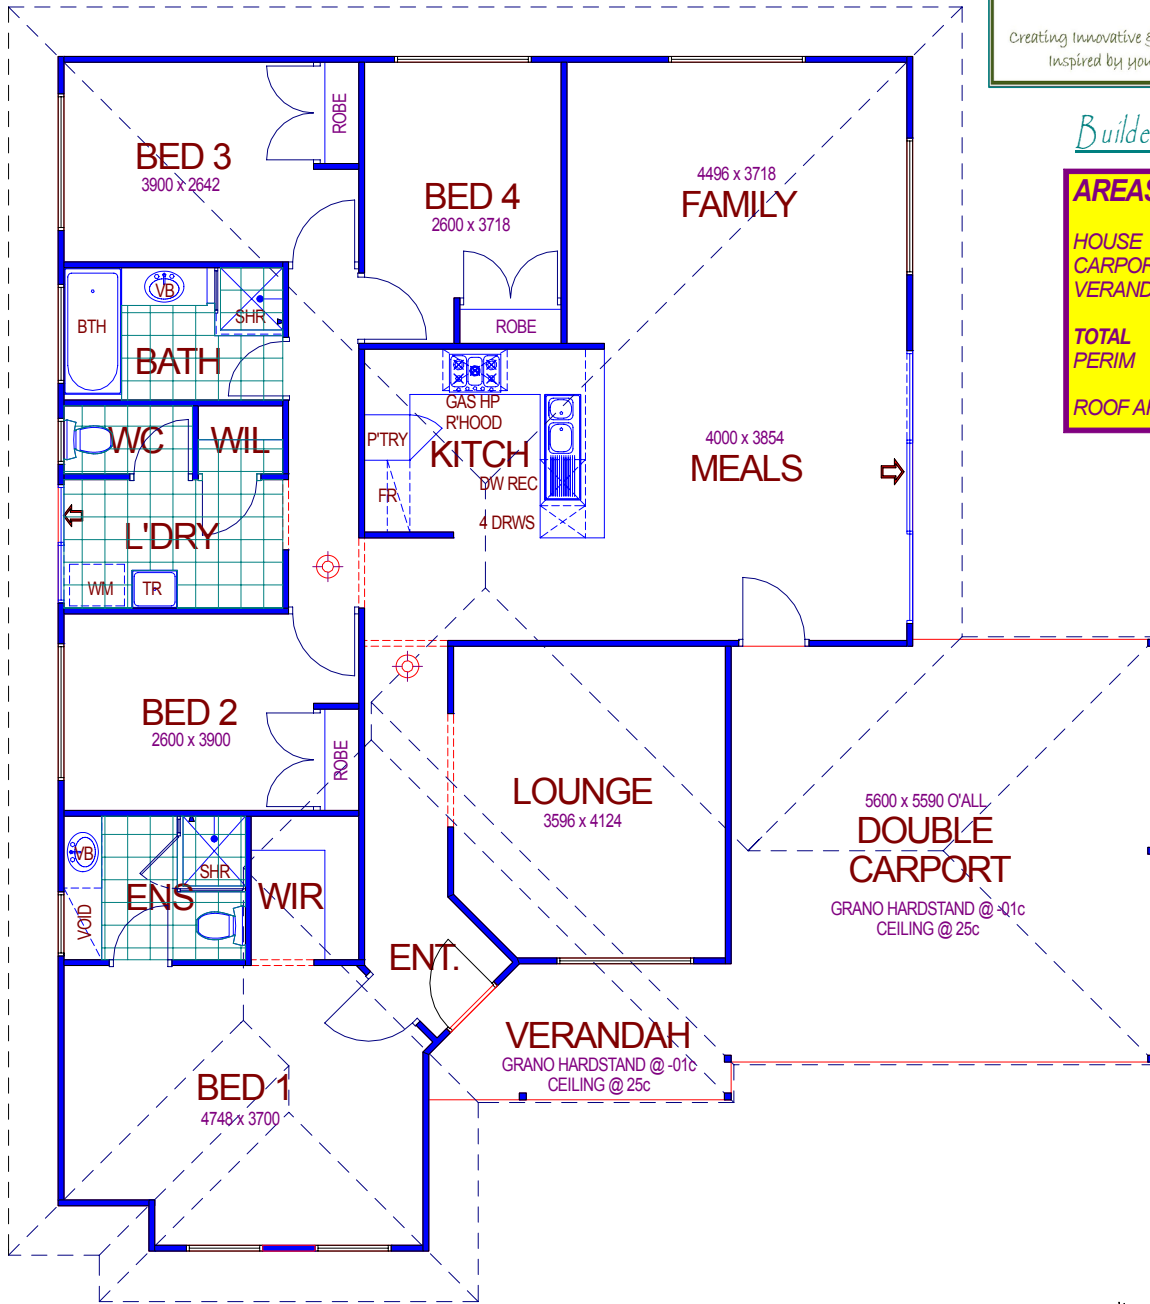 Creating Innovative &
Inspired by you
Builde
AREAS
HOUSE
CARPOR
VERAND
TOTAL
PERIM
ROOF AR
BED 3
3900 x 2642
ROBE
BED 4
2600 x 3718
ROBE
4496 x 3718
FAMILY
VB
BTH
SHR
BATH
GAS HP
R'HOOD
P'TRY
KITCH
FR
DW REC
4 DRWS
4000 x 3854
MEALS
WC
WIL
L'DRY
WM
TR
BED 2
2600 x 3900
ROBE
LOUNGE
3596 x 4124
5600 x 5590 O'ALL
DOUBLE
CARPORT
GRANO HARDSTAND @ -01c
CEILING @ 25c
VB
SHR
ENS
VOID
WIR
ENT.
VERANDAH
GRANO HARDSTAND @ -01c
CEILING @ 25c
BED 1
4748 x 3700